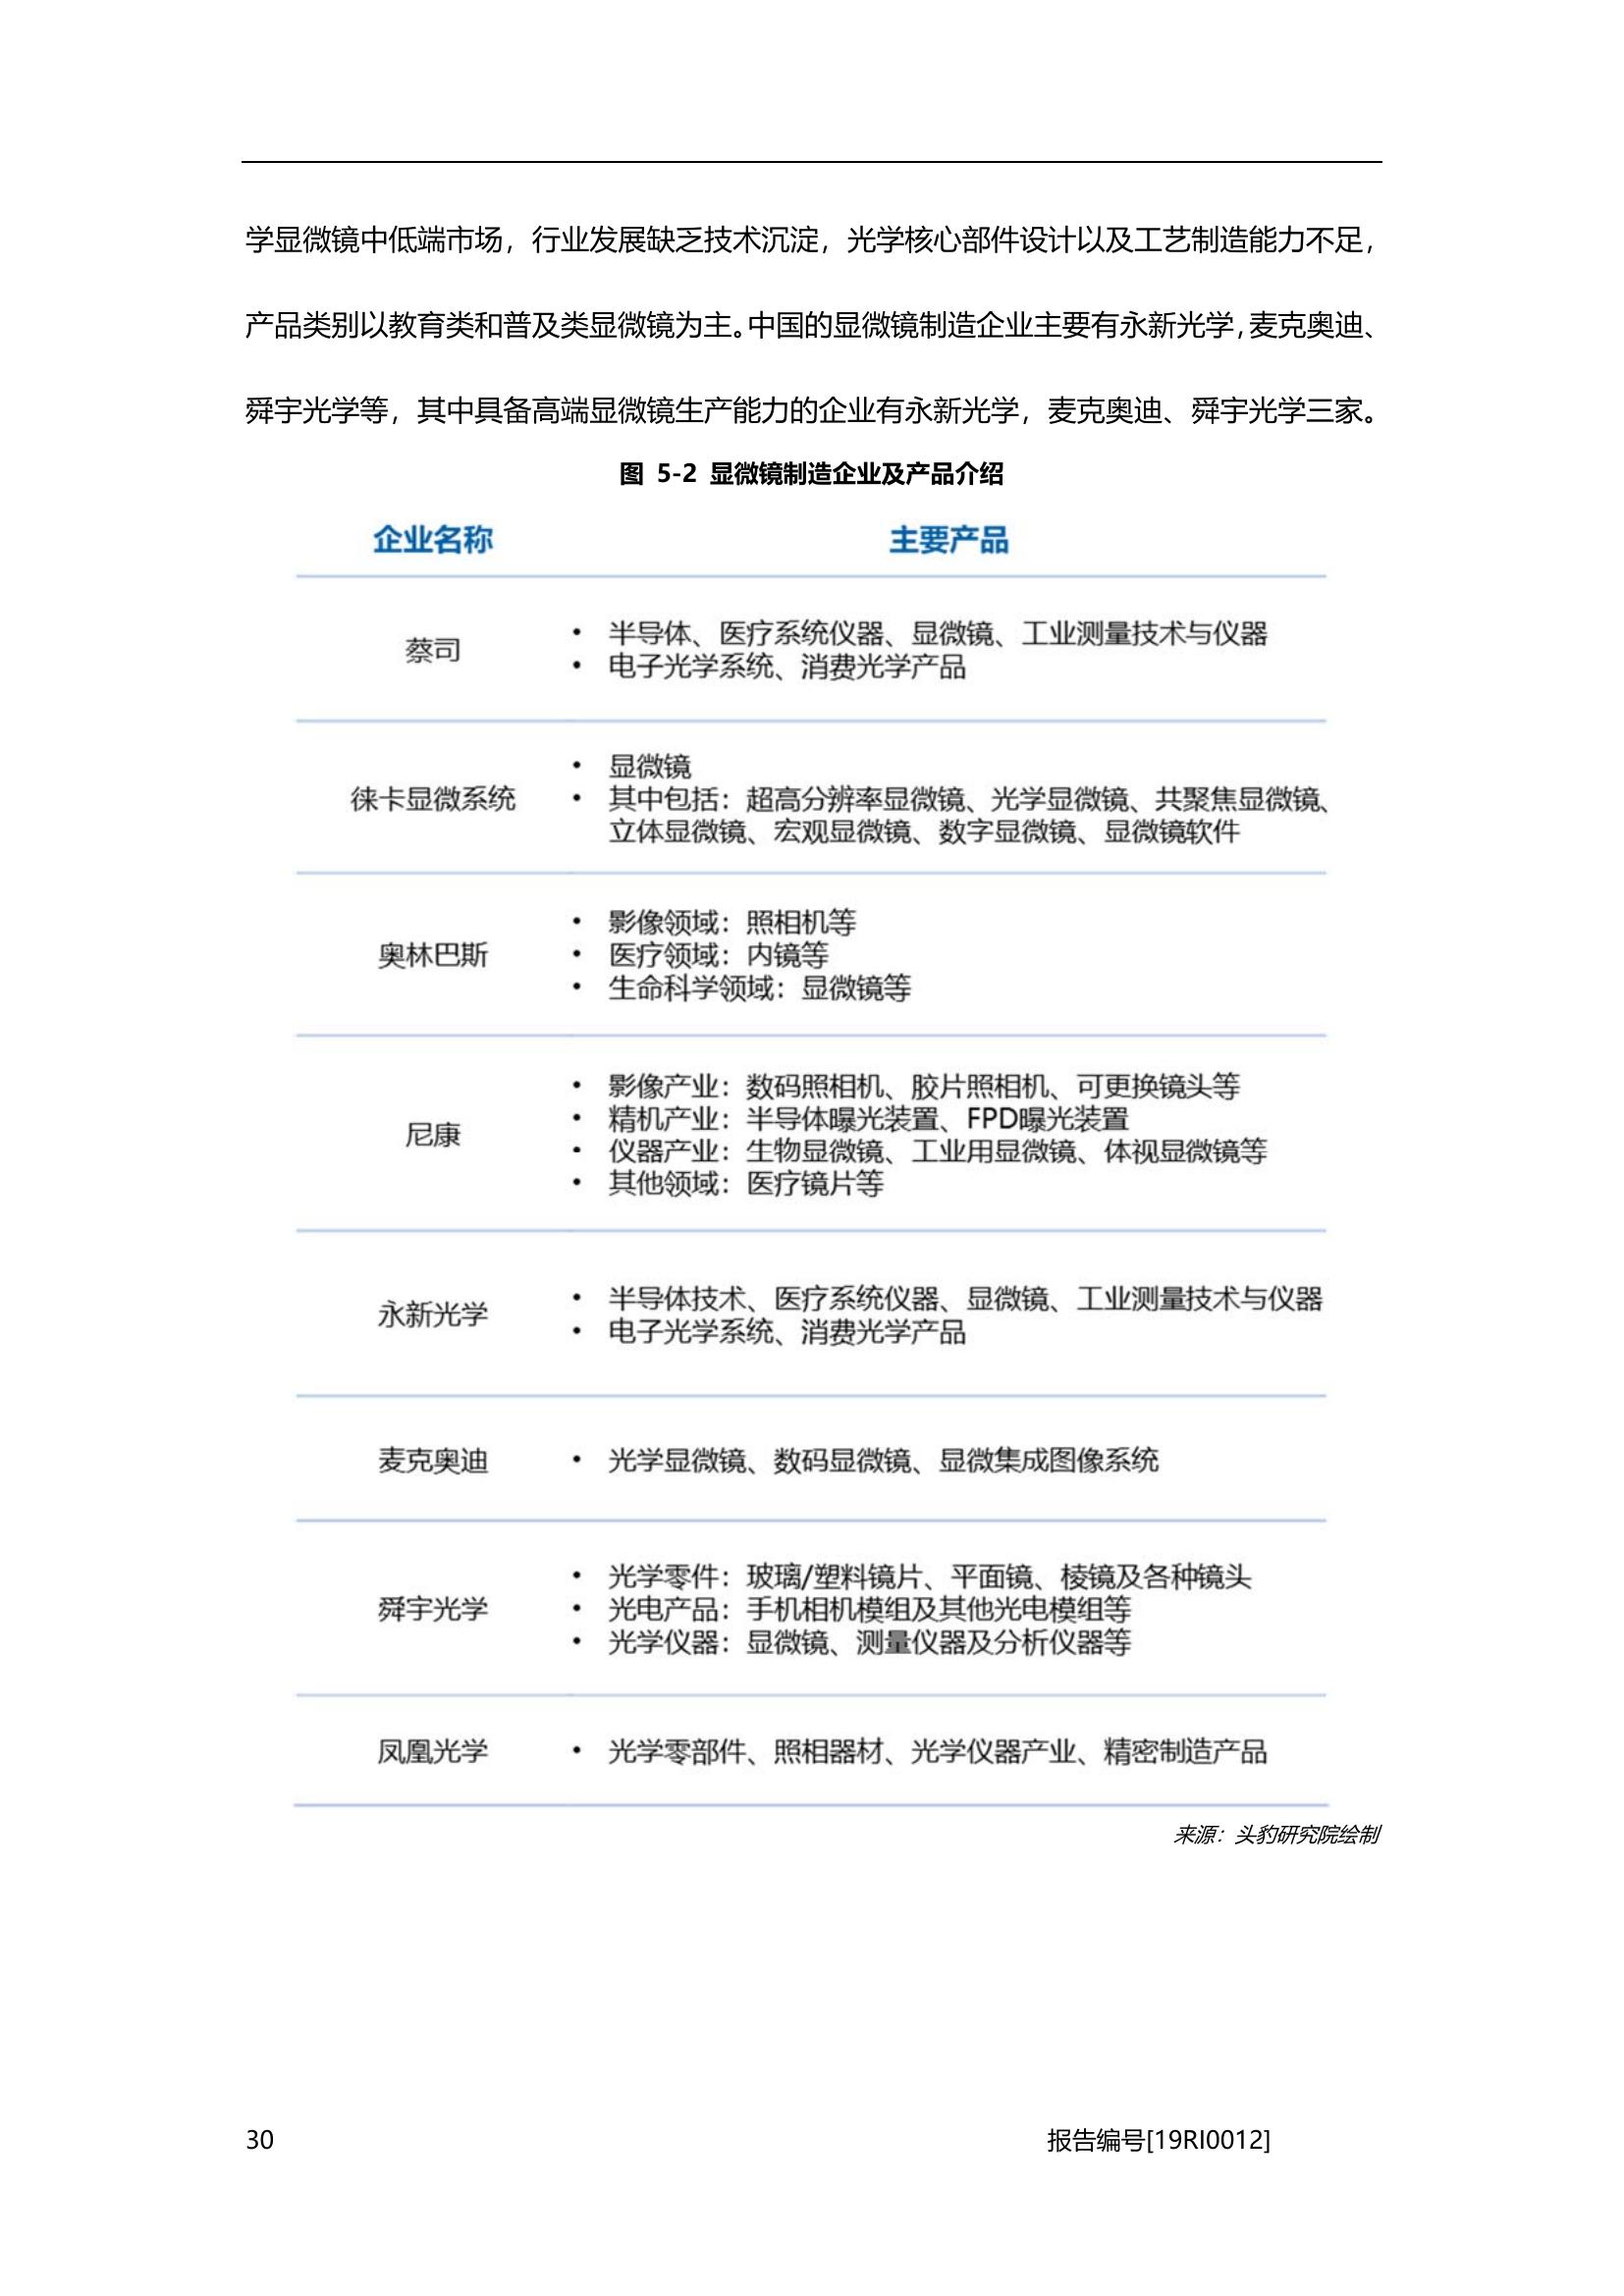 学显微镜中低端市场，行业发展缺乏技术沉淀，光学核心部件设计以及工艺制造能力不足，
产品类别以教育类和普及类显微镜为主。中国的显微镜制造企业主要有永新光学，麦克奥迪、
舜宇光学等，其中具备高端显微镜生产能力的企业有永新光学，麦克奥迪、舜宇光学三家。
图 5-2 显微镜制造企业及产品介绍
企业名称 主要产品
蔡司
• 半导体、医疗系统仪器、显微镜、工业测量技术与仪器
• 电子光学系统、消费光学产品
徕卡显微系统
• 显微镜
• 其中包括：超高分辨率显微镜、光学显微镜、共聚焦显微镜、
立体显微镜、宏观显微镜、数字显微镜、显微镜软件
奥林巴斯
• 影像领域：照相机等
• 医疗领域：内镜等
• 生命科学领域：显微镜等
尼康
• 影像产业：数码照相机、胶片照相机、可更换镜头等
• 精机产业：半导体曝光装置、FPD曝光装置
• 仪器产业：生物显微镜、工业用显微镜、体视显微镜等
• 其他领域：医疗镜片等
永新光学
• 半导体技术、医疗系统仪器、显微镜、工业测量技术与仪器
• 电子光学系统、消费光学产品
麦克奥迪
• 光学显微镜、数码显微镜、显微集成图像系统
舜宇光学
• 光学零件：玻璃/塑料镜片、平面镜、棱镜及各种镜头
• 光电产品：手机相机模组及其他光电模组等
• 光学仪器：显微镜、测量仪器及分析仪器等
凤凰光学
• 光学零部件、照相器材、光学仪器产业、精密制造产品
来源：头豹研究院绘制
30 报告编号[19RI0012]